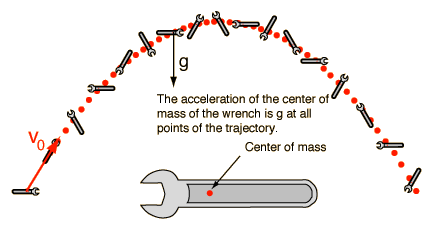 g
The acceleration of the center of
mass of the wrench is g at all
points of the trajectory.
v0
Center of mass